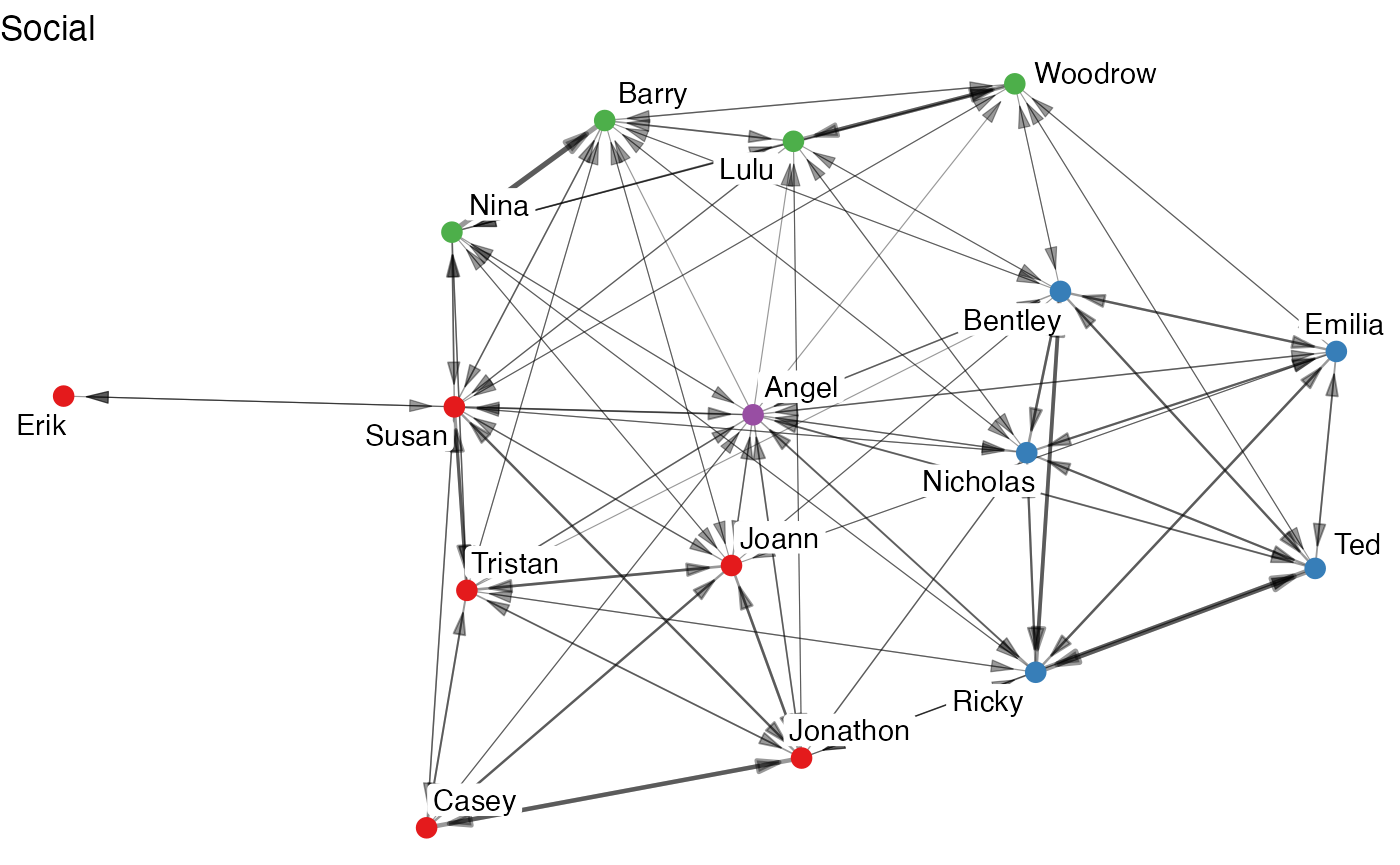 Social
Woodrow
Barry
Lulu
Nina
Bentley
Emilia
Angel
Erik
Susan
Nicholas
Joann
Ted
Tristan
Ricky
Jonathon
Casey